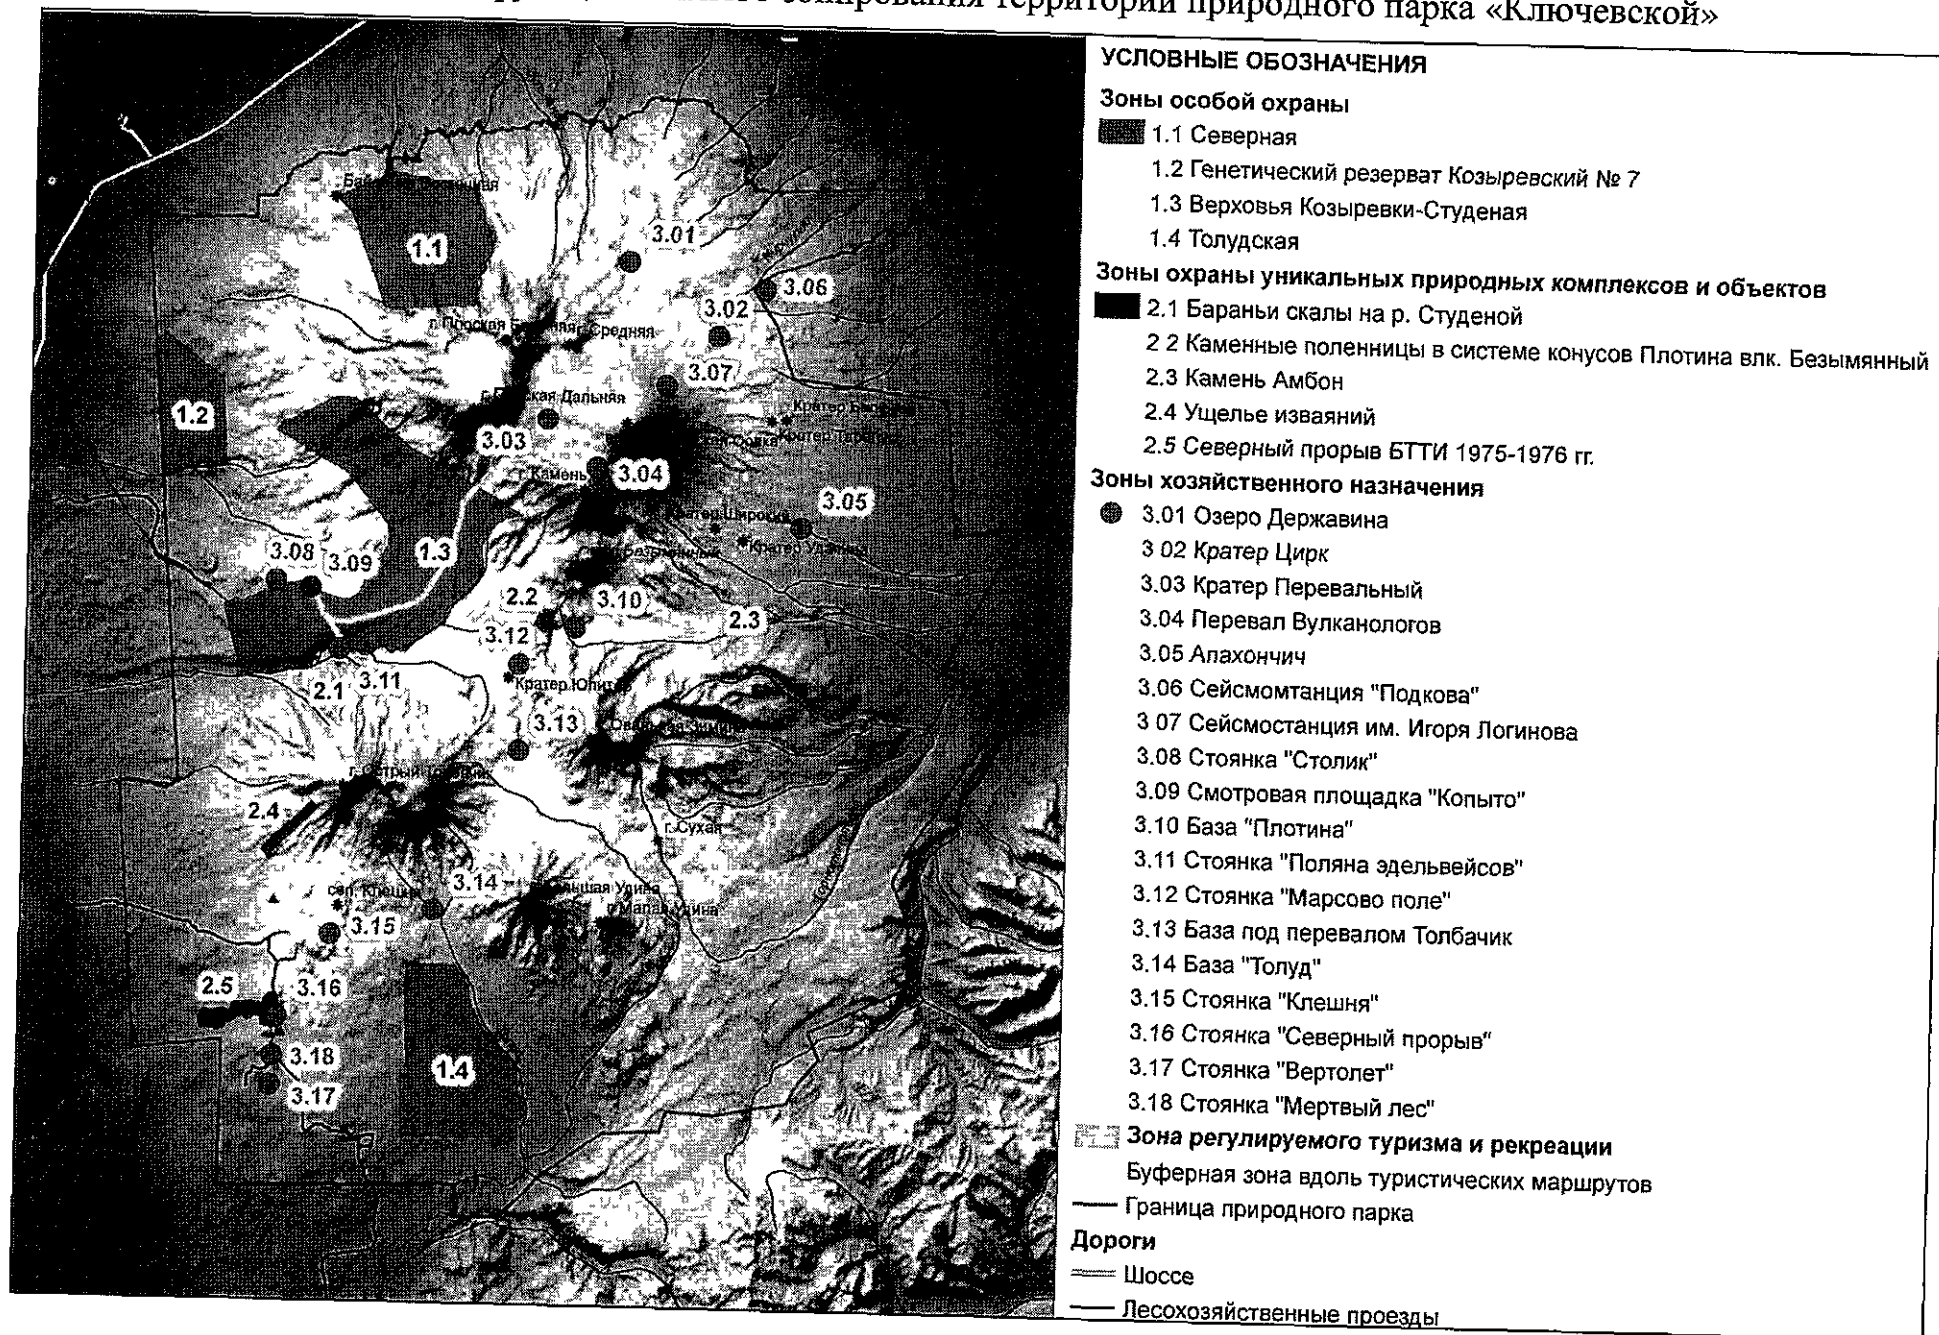 зонирования территории природного парка «Ключевской»
УСЛОВНЫЕ ОБОЗНАЧЕНИЯ
Зоны особой охраны
1.1 Северная
1.2 Генетический резерват Козыревский № 7
1.3 Верховья Козыревки-Студеная
1.4 Толудская
Зоны охраны уникальных природных комплексов и объектов
2.1 Бараньи скалы на р. Студеной
2 2 Каменные поленницы в системе конусов Плотина влк. Безымянный
2.3 Камень Амбон
2.4 Ущелье изваяний
2.5 Северный прорыв БТТИ 1975-1976 гг.
Зоны хозяйственного назначения
3.01 Озеро Державина
3 02 Кратер Цирк
3.03 Кратер Перевальный
3.04 Перевал Вулканологов
3.05 Апахончич
3.06 Сейсмомтанция "Подкова"
3 07 Сейсмостанция им. Игоря Логинова
3.08 Стоянка "Столик"
3.09 Смотровая площадка "Копыто"
3.10 База "Плотина"
3.11 Стоянка "Поляна эдельвейсов"
3.12 Стоянка "Марсово поле"
3.13 База под перевалом Толбачик
3.14 База "Толуд"
3.15 Стоянка "Клешня"
3.16 Стоянка "Северный прорыв"
3.17 Стоянка "Вертолет"
3.18 Стоянка "Мертвый лес"
Зона регулируемого туризма и рекреации
Буферная зона вдоль туристических маршрутов
Граница природного парка
Дороги
Шоссе
Лесохозяйственные проезды
1.1
3.01
3.06
3.02
г. Средняя
3.07
Дальняя
1.2
3.03
г. Камень
3.04
3.05
Кратер Широкий
3.08
3.09
1.3
2.2
3.10
2.3
3.12
2.1
3.11
Кратер Юпитер
3.13
г. Острый Толбачик
2.4
г. Сухая
3.14
Клешня
Большая Удина
г. Малая Удина
3.15
2.5
3.16
3.18
1.4
3.17